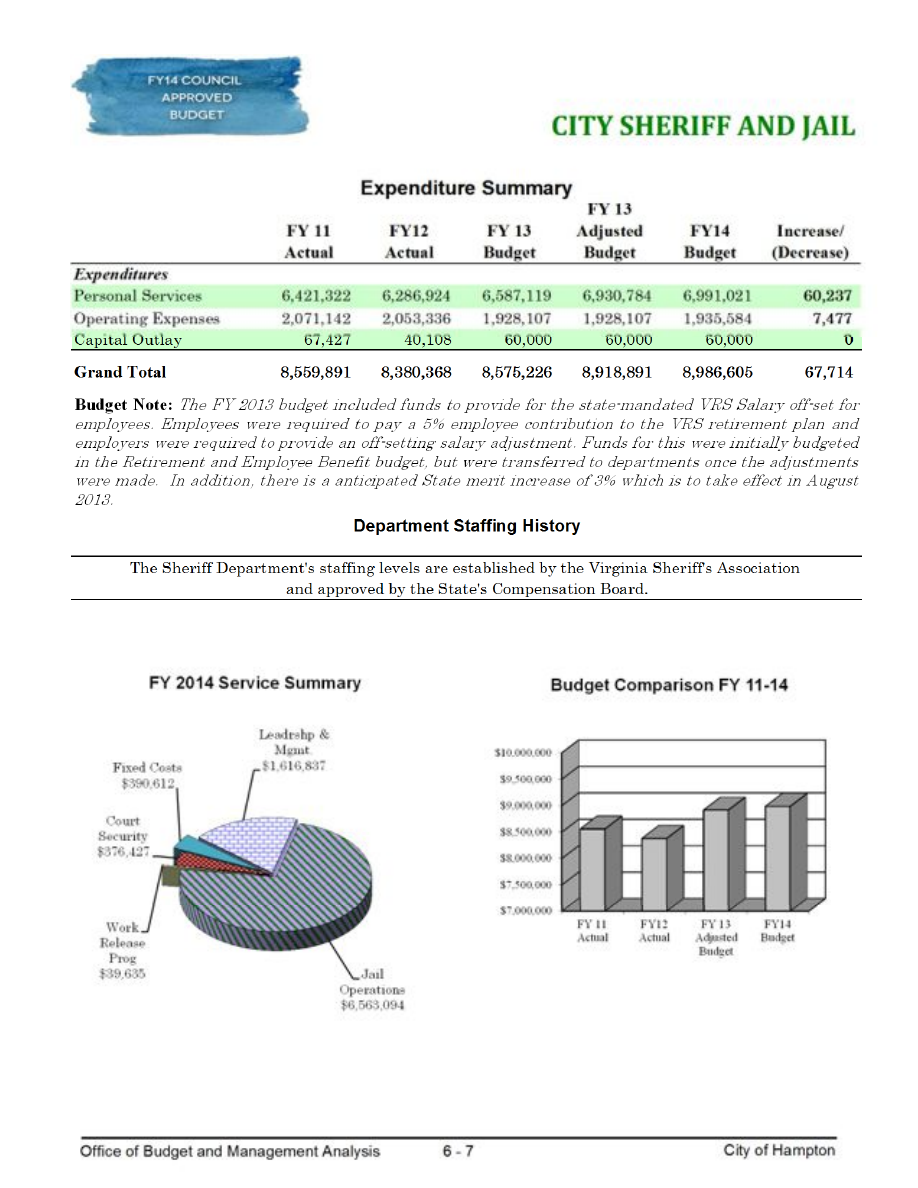 FY14 COUNCIL
APPROVED
BUDGET
CITY SHERIFF AND JAIL
Expenditure Summary
FY 11 Actual FY12 Actual FY 13 Budget FY 13 Adjusted Budget FY14 Budget Increase/ (Decrease)
Expenditures
Personal Services 6,421,322 6,286,924 6,587,119 6,930,784 6,991,021 60,237
Operating Expenses 2,071,142 2,053,336 1,928,107 1,928,107 1,935,584 7,477
Capital Outlay 67,427 40,108 60,000 60,000 60,000 0
Grand Total 8,559,891 8,380,368 8,575,226 8,918,891 8,986,605 67,714
Budget Note: The FY 2013 budget included funds to provide for the state-mandated VRS Salary off-set for
employees. Employees were required to pay a 5% employee contribution to the VRS retirement plan and
employers were required to provide an off-setting salary adjustment. Funds for this were initially budgeted
in the Retirement and Employee Benefit budget, but were transferred to departments once the adjustments
were made. In addition, there is a anticipated State merit increase of 3% which is to take effect in August
2013.
Department Staffing History
The Sheriff Department's staffing levels are established by the Virginia Sheriff's Association
and approved by the State's Compensation Board.
FY 2014 Service Summary
Leadrshp &
Mgmt.
$1,616,837
Fixed Costs
$390,612
Court
Security
$376,427
Work
Release
Prog
$39,635
Jail
Operations
$6,563,094
Budget Comparison FY 11-14
$10,000,000
$9,500,000
$9,000,000
$8,500,000
$8,000,000
$7,500,000
$7,000,000
FY 11 Actual
FY12 Actual
FY 13 Adjusted Budget
FY14 Budget
Office of Budget and Management Analysis 6 - 7 City of Hampton